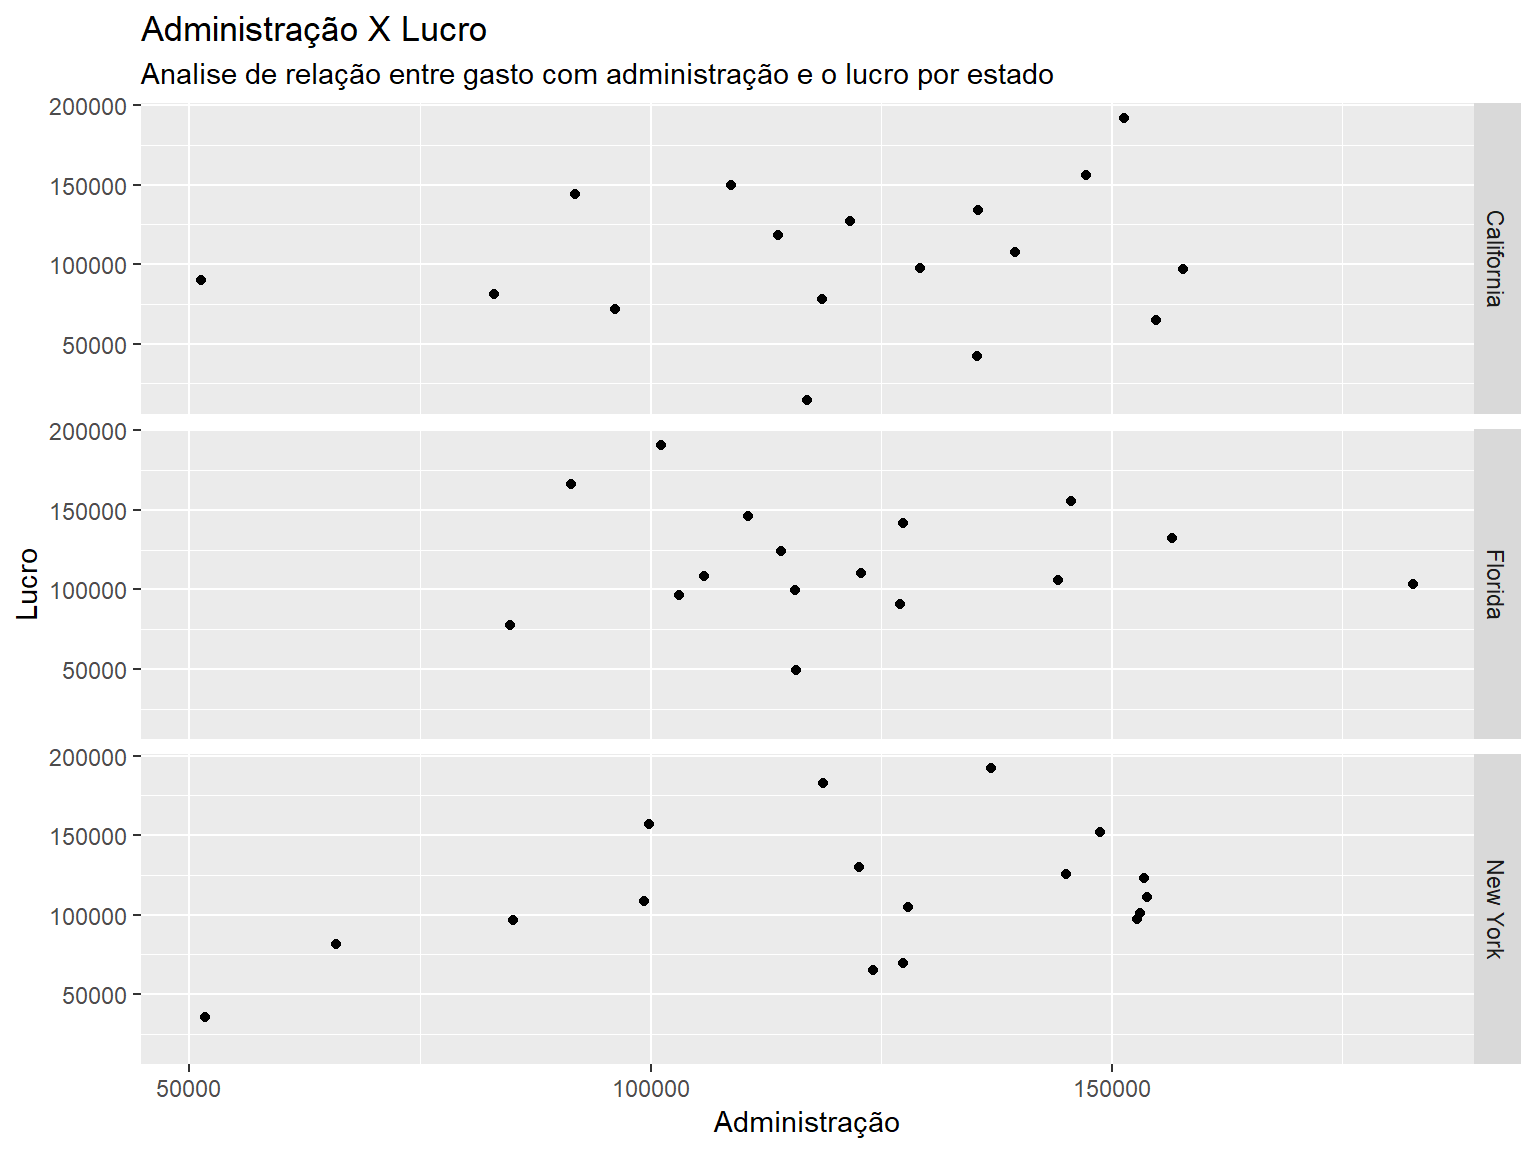 Administração X Lucro
Analise de relação entre gasto com administração e o lucro por estado
200000
150000
100000
50000
California
200000
150000
100000
50000
Florida
Lucro
200000
150000
100000
50000
New York
50000
100000
150000
Administração